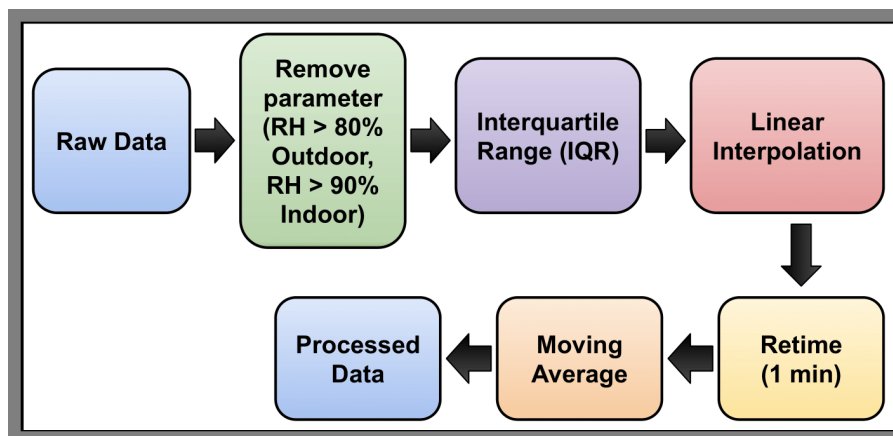 Raw Data
Remove
parameter
(RH > 80%
Outdoor,
RH > 90%
Indoor)
Interquartile
Range (IQR)
Linear
Interpolation
Retime
(1 min)
Moving
Average
Processed
Data